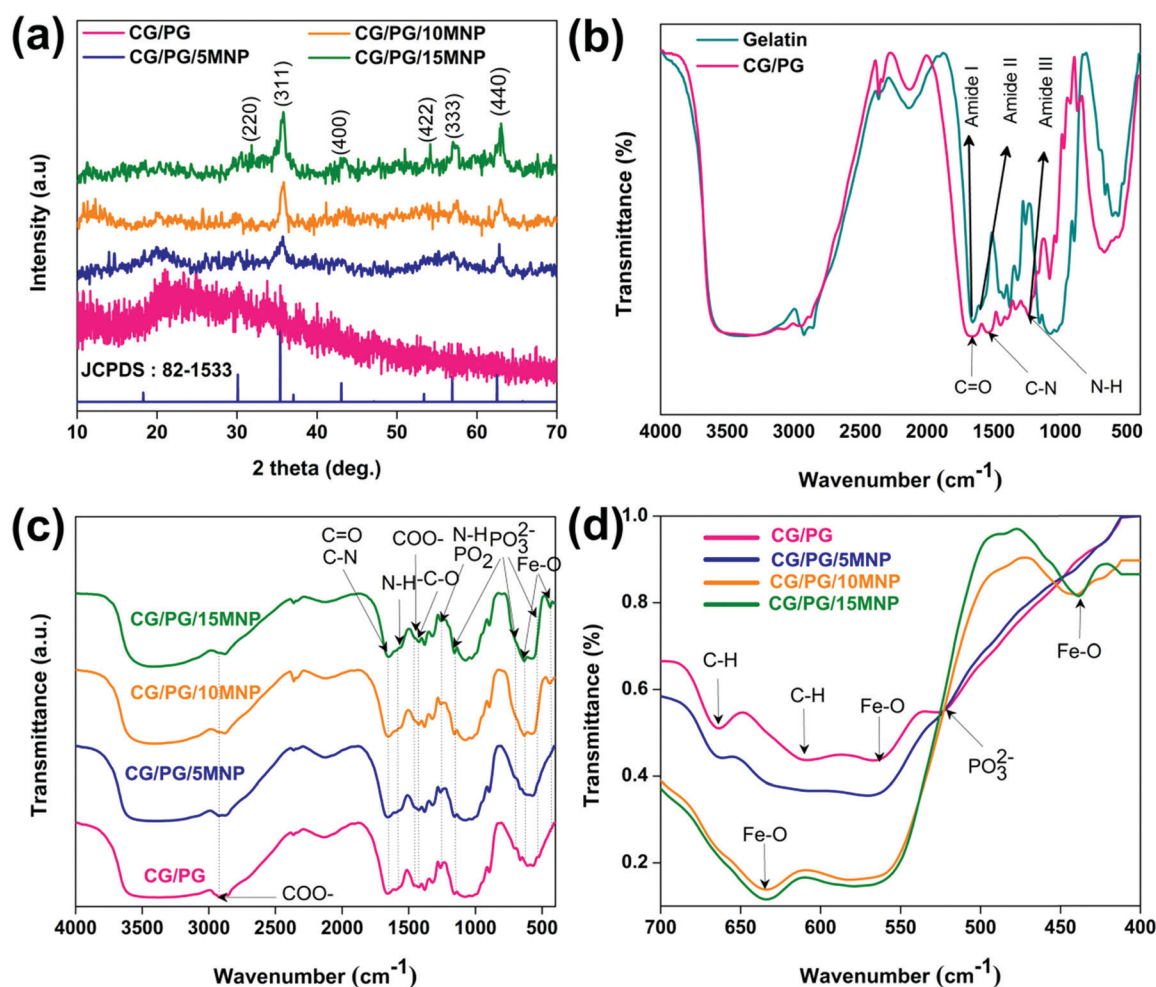 (a)
CG/PG
CG/PG/10MNP
CG/PG/5MNP
CG/PG/15MNP
(220)
(311)
(400)
(422)
(333)
(440)
JCPDS : 82-1533
Intensity (a.u)
10 20 30 40 50 60 70
2 theta (deg.)
(b)
Gelatin
CG/PG
Amide I
Amide II
Amide III
C=O
C-N
N-H
Transmittance (%)
4000 3500 3000 2500 2000 1500 1000 500
Wavenumber (cm-1)
(c)
C=O
C-N
N-H
COO-
-C-O
N-H
PO2
PO3 2-
Fe-O
CG/PG/15MNP
CG/PG/10MNP
CG/PG/5MNP
CG/PG
COO-
Transmittance (a.u.)
4000 3500 3000 2500 2000 1500 1000 500
Wavenumber (cm-1)
(d)
CG/PG
CG/PG/5MNP
CG/PG/10MNP
CG/PG/15MNP
1.0
0.8
0.6
0.4
0.2
C-H
C-H
Fe-O
Fe-O
Fe-O
PO3 2-
Transmittance (%)
700 650 600 550 500 450 400
Wavenumber (cm-1)